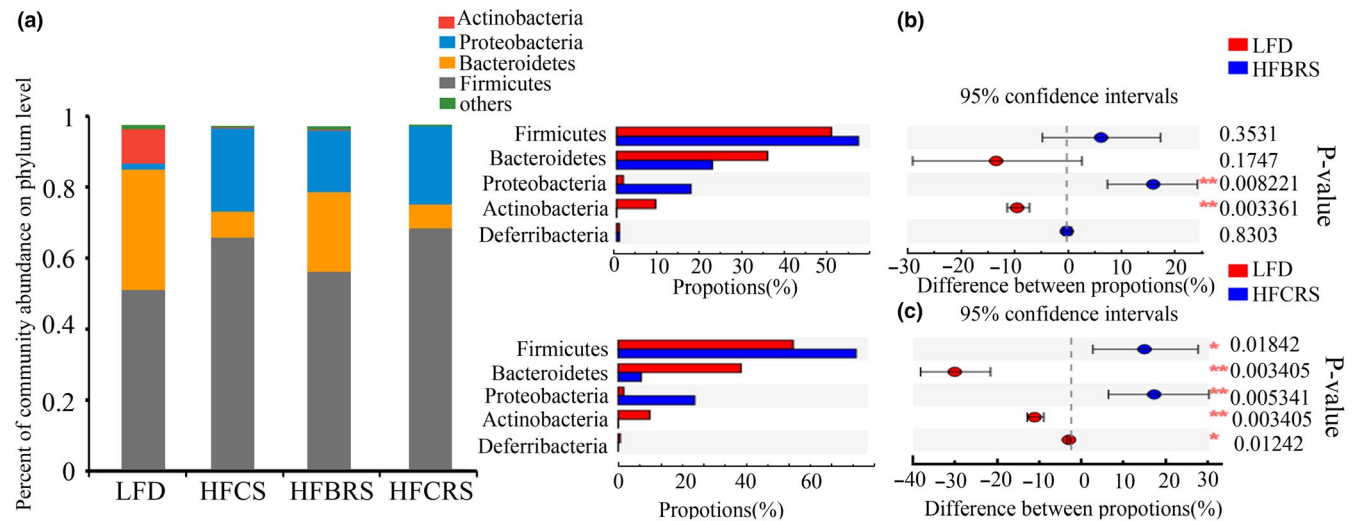 (a)
Actinobacteria
Proteobacteria
Bacteroidetes
Firmicutes
others
Percent of community abundance on phylum level
1
0.8
0.6
0.4
0.2
0
LFD HFCS HFBRS HFCRS
(b)
LFD
HFBRS
95% confidence intervals
Firmicutes 0.3531
Bacteroidetes 0.1747
Proteobacteria **0.008221
Actinobacteria **0.003361
Deferribacteria 0.8303
P-value
0 10 20 30 40 50
Propotions(%)
-30 -20 -10 0 10 20
Difference between propotions(%)
LFD
HFCRS
(c)
95% confidence intervals
Firmicutes * 0.01842
Bacteroidetes **0.003405
Proteobacteria **0.005341
Actinobacteria **0.003405
Deferribacteria * 0.01242
P-value
0 20 40 60
Propotions(%)
-40 -30 -20 -10 0 10 20 30
Difference between propotions(%)